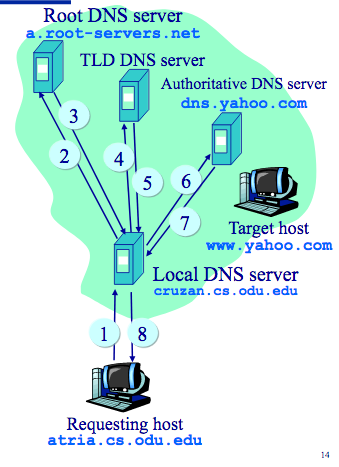 Root DNS server
a.root-servers.net
TLD DNS server
Authoritative DNS server
dns.yahoo.com
3
2
4
5
6
7
Target host
www.yahoo.com
Local DNS server
cruzan.cs.odu.edu
1
8
Requesting host
atria.cs.odu.edu
14